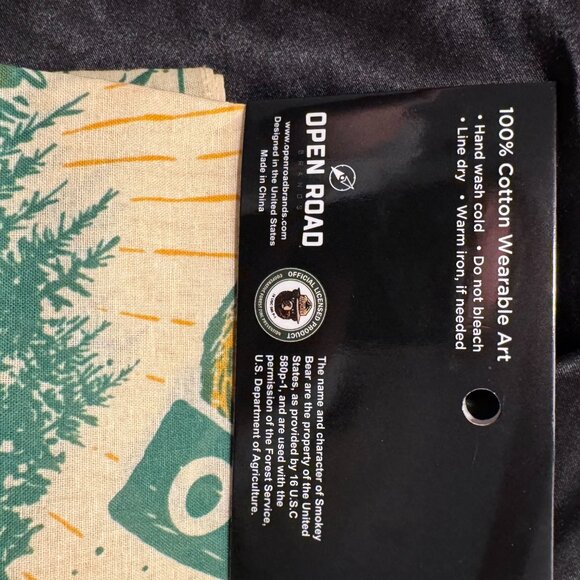 100% Cotton Wearable Art
• Hand wash cold • Do not bleach
• Line dry • Warm iron, if needed
OPEN ROAD
BRANDS
www.openroadbrands.com
Designed in the United States
Made in China
OFFICIAL LICENSED PRODUCT
The name and character of Smokey
Bear are the property of the United
States, as provided by 16 U.S.C
580p-1, and are used with the
permission of the Forest Service,
U.S. Department of Agriculture.
O